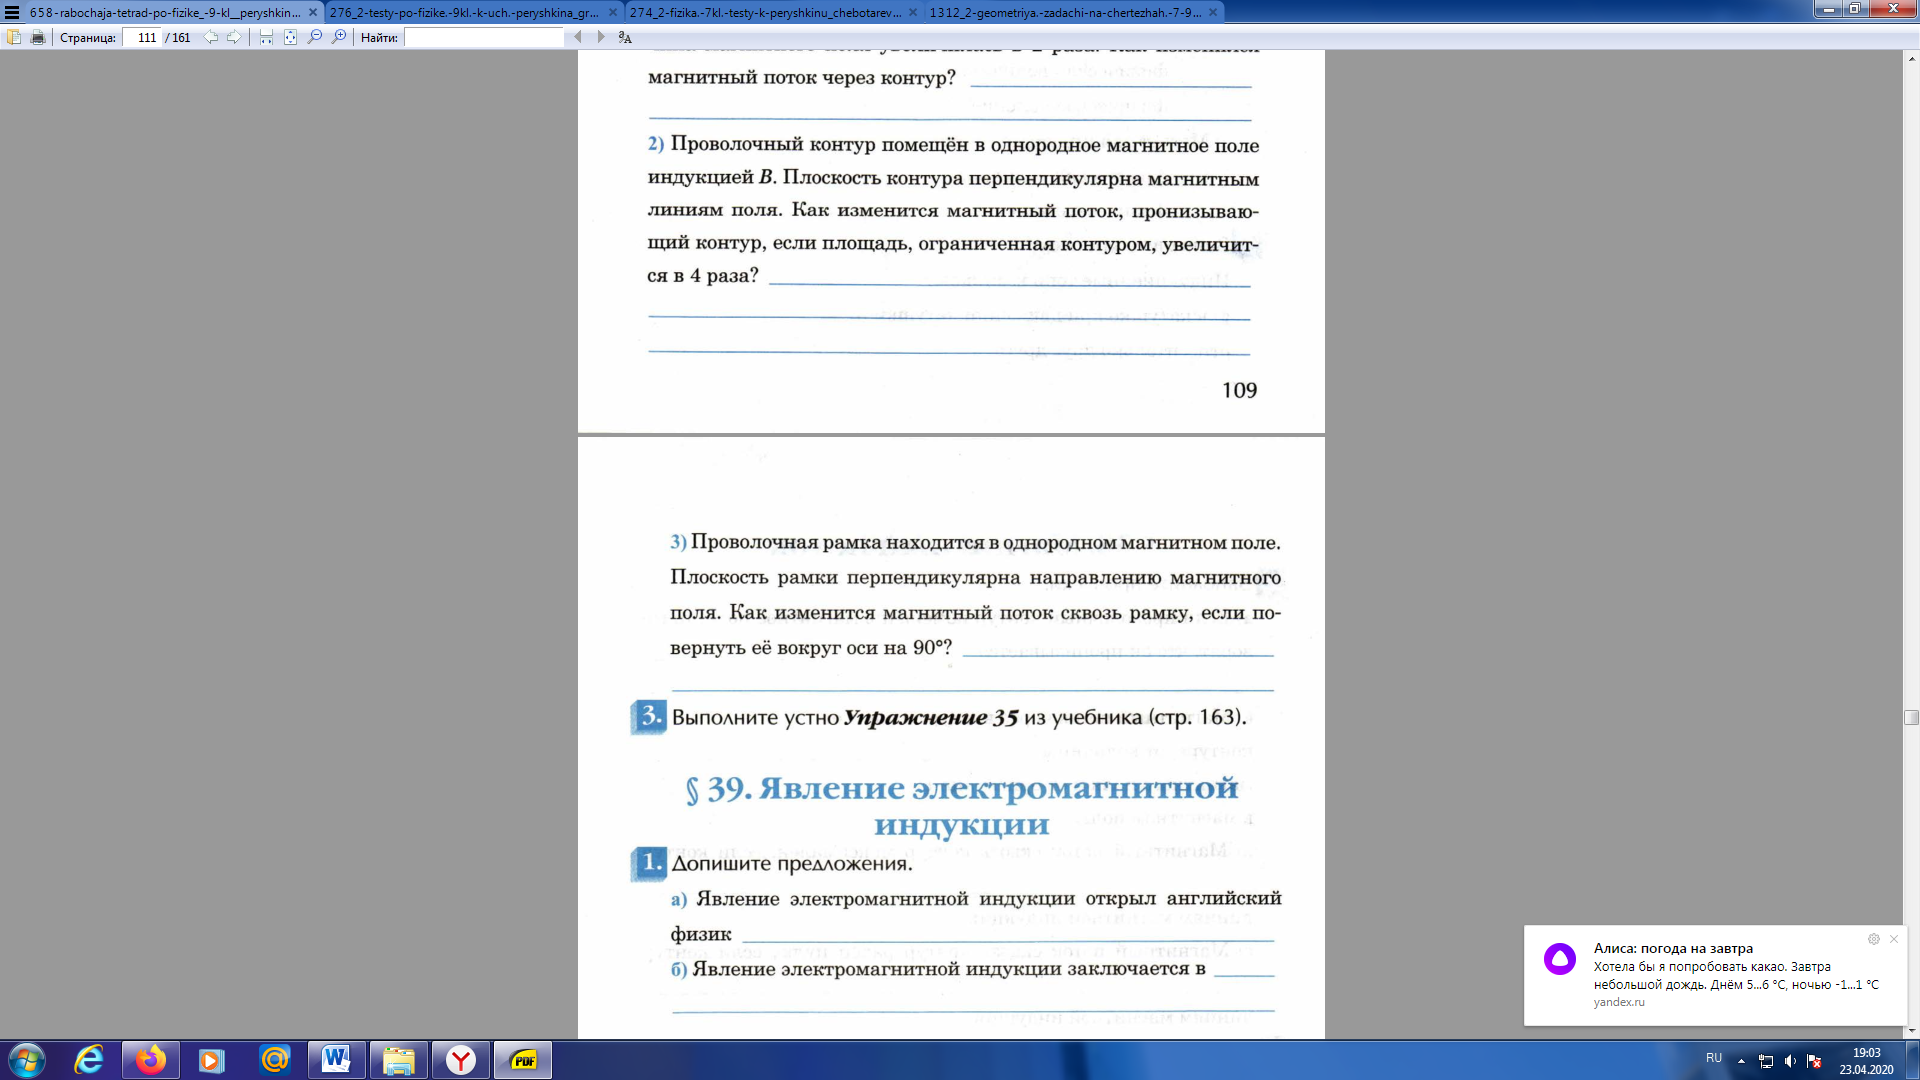 658-rabochaja-tetrad-po-fizike_-9-kl__peryshkin...
276_2-testy-po-fizike.-9kl.-k-uch.-peryshkina_gr...
274_2-fizika.-7kl.-testy-k-peryshkinu_chebotarev...
1312_2-geometriya.-zadachi-na-chertezhah.-7-9...
Страница: 111 / 161
Найти:
магнитный поток через контур?
2) Проволочный контур помещён в однородное магнитное поле
индукцией B. Плоскость контура перпендикулярна магнитным
линиям поля. Как изменится магнитный поток, пронизываю-
щий контур, если площадь, ограниченная контуром, увеличит-
ся в 4 раза?
109
3) Проволочная рамка находится в однородном магнитном поле.
Плоскость рамки перпендикулярна направлению магнитного
поля. Как изменится магнитный поток сквозь рамку, если по-
вернуть её вокруг оси на 90°?
3. Выполните устно Упражнение 35 из учебника (стр. 163).
§ 39. Явление электромагнитной
индукции
1. Допишите предложения.
а) Явление электромагнитной индукции открыл английский
физик
б) Явление электромагнитной индукции заключается в
Алиса: погода на завтра
Хотела бы я попробовать какао. Завтра
небольшой дождь. Днём 5...6 °C, ночью -1...1 °C
yandex.ru
PDF
RU
19:03
23.04.2020